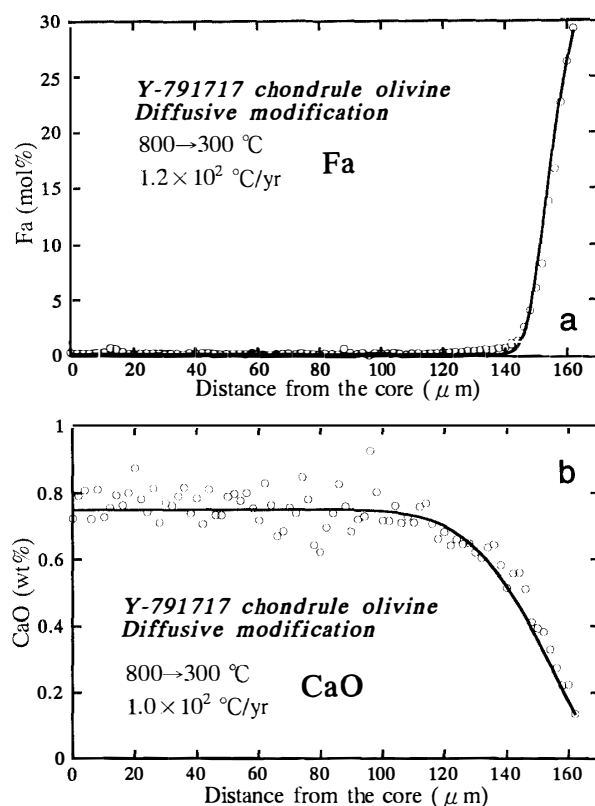 30
25
20
15
10
5
0
Fa (mol%)
Y-791717 chondrule olivine
Diffusive modification
800→300 ℃
1.2×10² ℃/yr
Fa
a
0 20 40 60 80 100 120 140 160
Distance from the core ( μm)
1
0.8
0.6
0.4
0.2
0
CaO (wt%)
b
Y-791717 chondrule olivine
Diffusive modification
800→300 ℃
1.0×10² ℃/yr
CaO
0 20 40 60 80 100 120 140 160
Distance from the core ( μm)